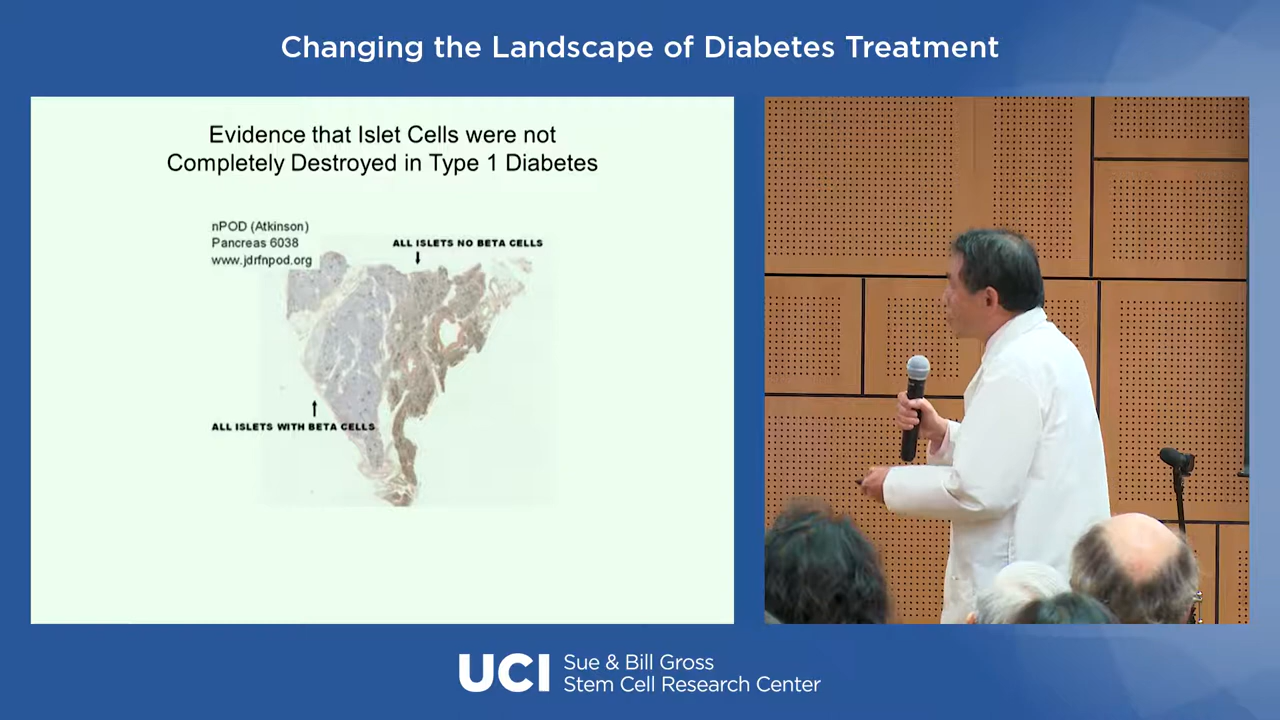 Changing the Landscape of Diabetes Treatment
Evidence that Islet Cells were not
Completely Destroyed in Type 1 Diabetes
nPOD (Atkinson)
Pancreas 6038
www.jdrfnpod.org
ALL ISLETS NO BETA CELLS
ALL ISLETS WITH BETA CELLS
UCI Sue & Bill Gross
Stem Cell Research Center